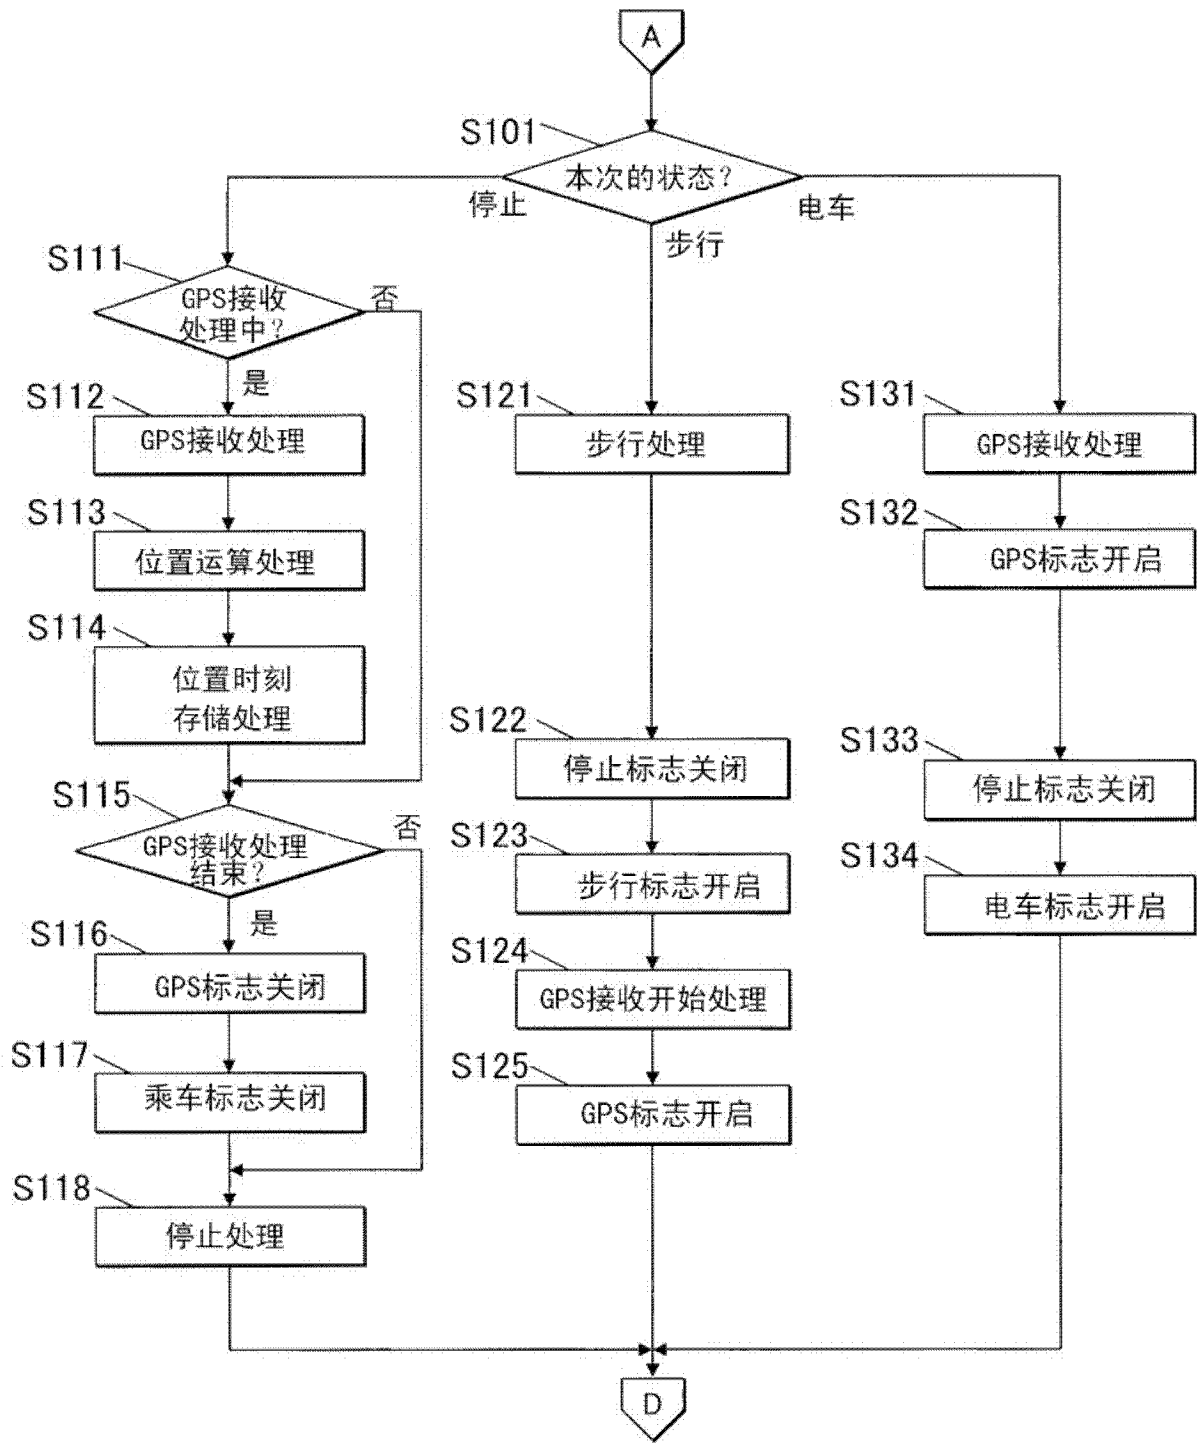 A
S101
本次的状态?
停止
步行
电车
S111
GPS接收
处理中?
否
是
S112
GPS接收处理
S113
位置运算处理
S114
位置时刻
存储处理
S115
GPS接收处理
结束?
否
是
S116
GPS标志关闭
S117
乘车标志关闭
S118
停止处理
S121
步行处理
S122
停止标志关闭
S123
步行标志开启
S124
GPS接收开始处理
S125
GPS标志开启
S131
GPS接收处理
S132
GPS标志开启
S133
停止标志关闭
S134
电车标志开启
D